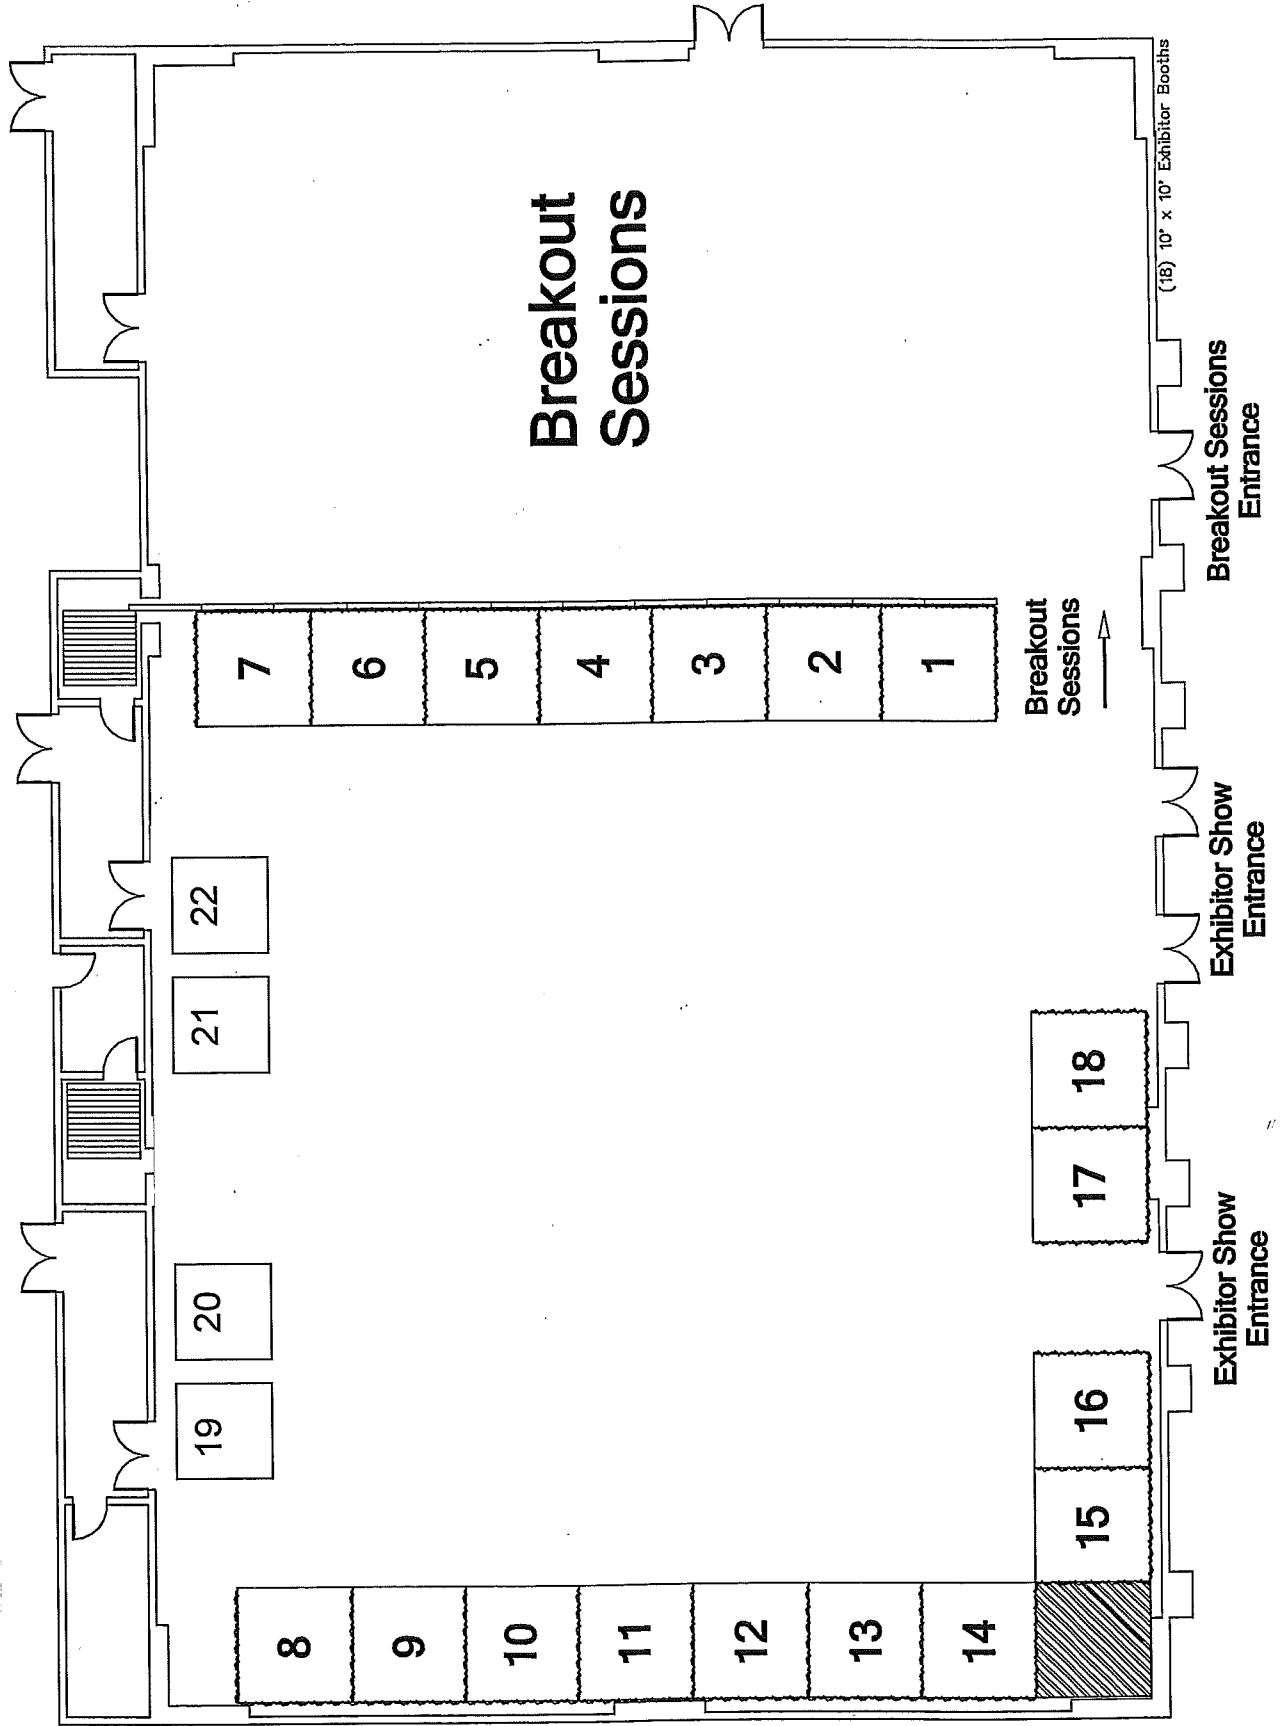 19
20
21
22
8
9
10
11
12
13
14
7
6
5
4
3
2
1
Breakout
Sessions
Breakout
Sessions
15
16
17
18
(18) 10' x 10' Exhibitor Booths
Exhibitor Show
Entrance
Exhibitor Show
Entrance
Breakout Sessions
Entrance